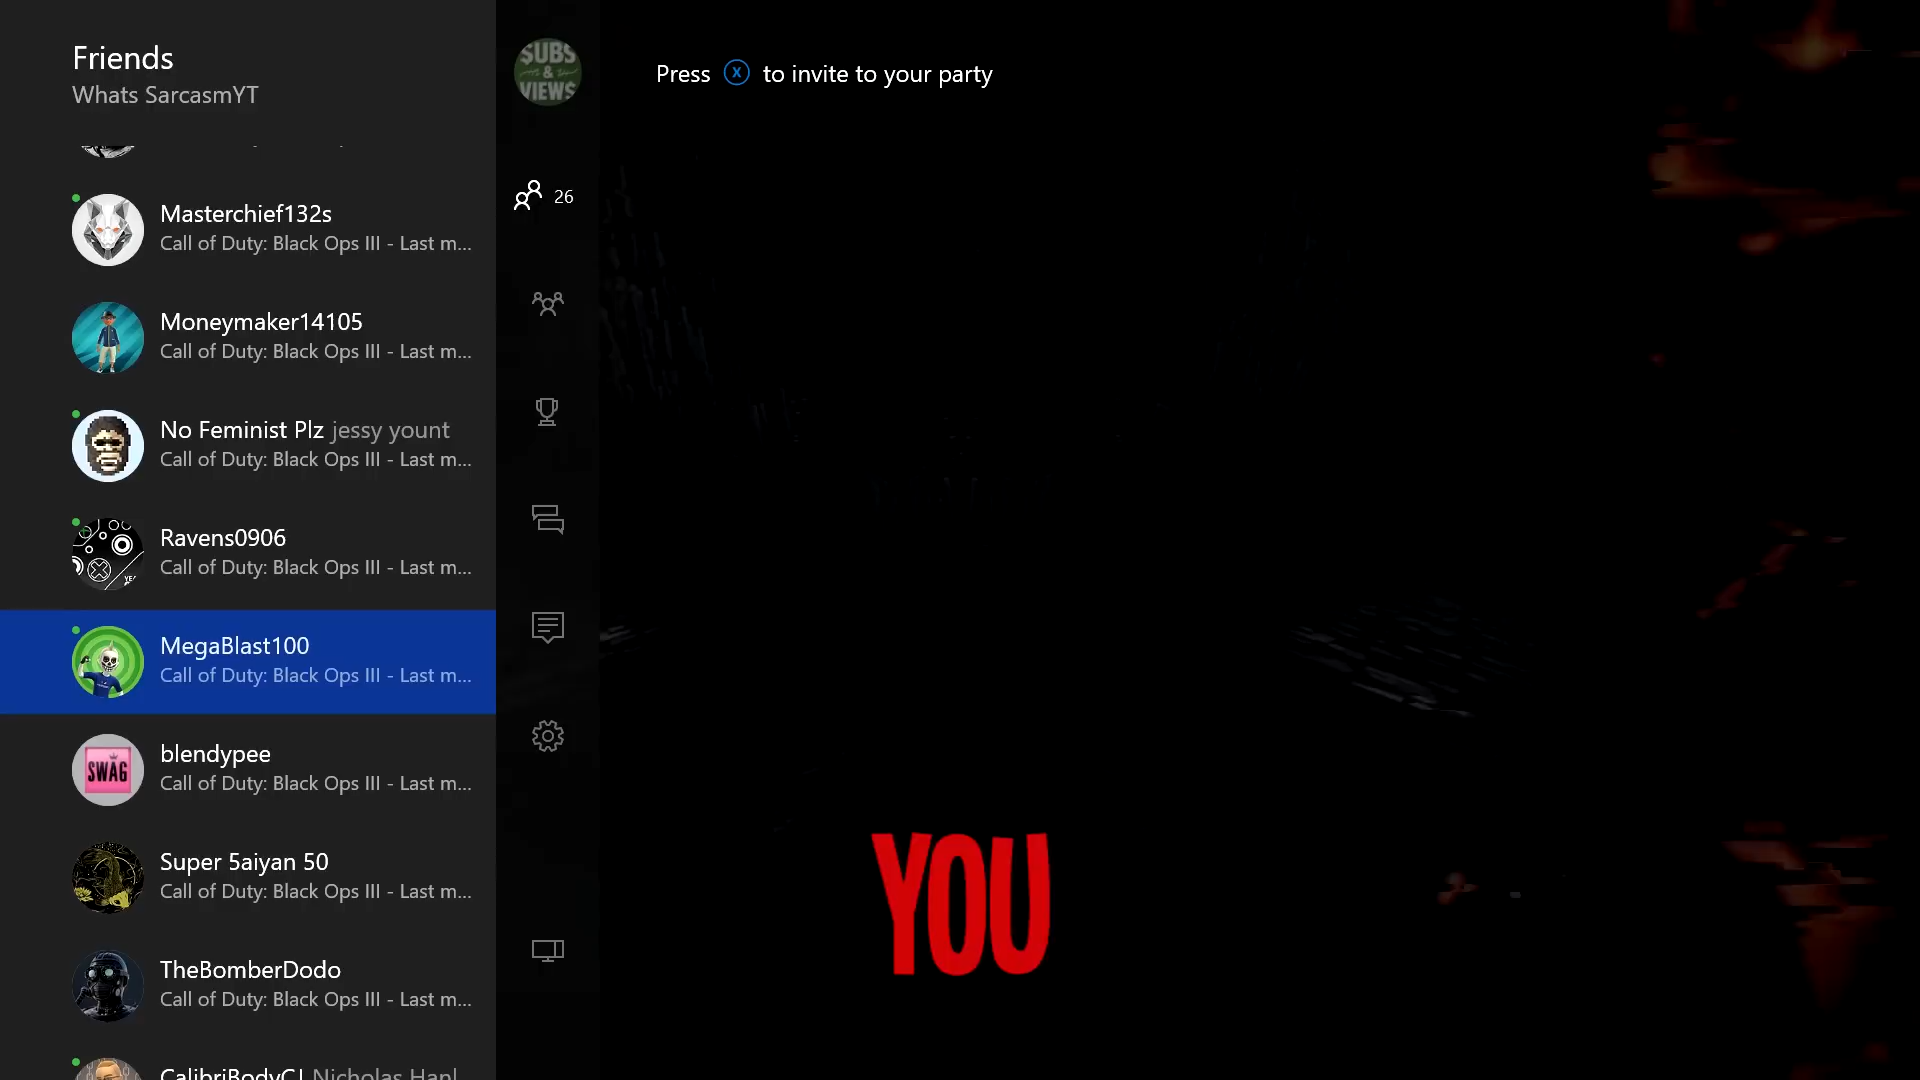 Friends
Whats SarcasmYT
SUBS
&
VIEWS
Press X to invite to your party
26
Masterchief132s
Call of Duty: Black Ops III - Last m...
Moneymaker14105
Call of Duty: Black Ops III - Last m...
No Feminist Plz jessy yount
Call of Duty: Black Ops III - Last m...
Ravens0906
Call of Duty: Black Ops III - Last m...
MegaBlast100
Call of Duty: Black Ops III - Last m...
blendypee
SWAG
Call of Duty: Black Ops III - Last m...
Super 5aiyan 50
Call of Duty: Black Ops III - Last m...
TheBomberDodo
Call of Duty: Black Ops III - Last m...
Nicholas
YOU